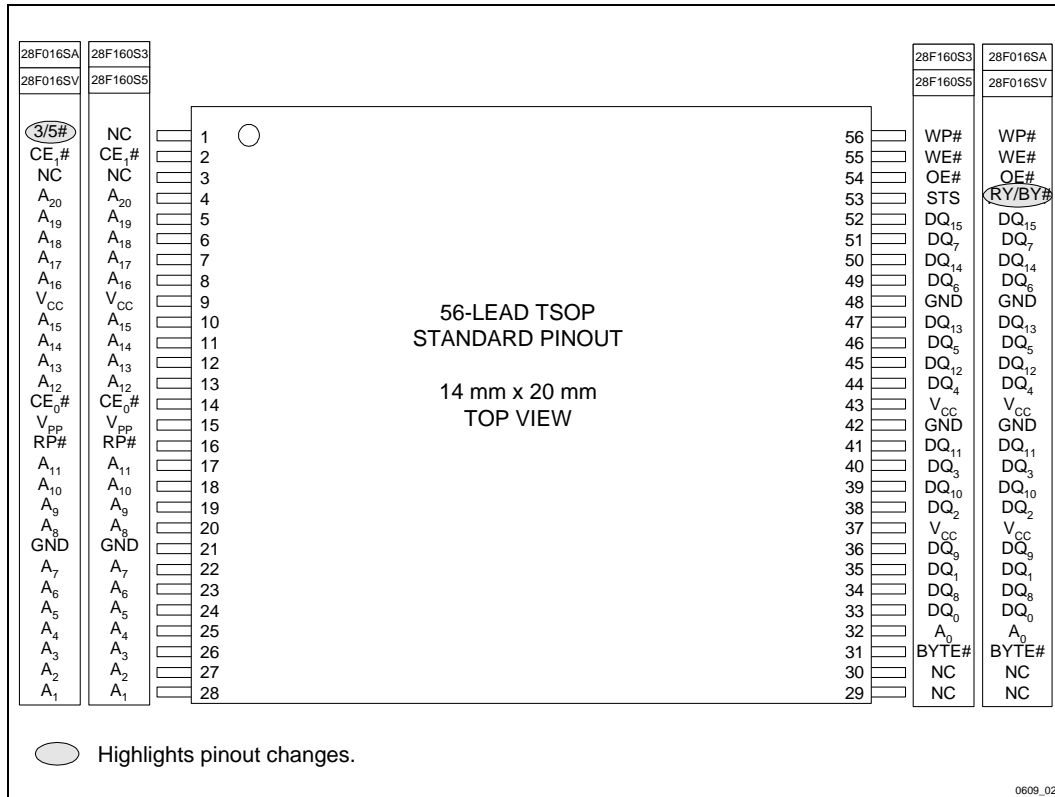 28F016SA 28F160S3 28F160S3 28F016SA
28F016SV 28F160S5 28F160S5 28F016SV
3/5# NC 1 56 WP# WP#
CE₁# CE₁# 2 55 WE# WE#
NC NC 3 54 OE# OE#
A₂₀ A₂₀ 4 53 STS RY/BY#
A₁₉ A₁₉ 5 52 DQ₁₅ DQ₁₅
A₁₈ A₁₈ 6 51 DQ₇ DQ₇
A₁₇ A₁₇ 7 50 DQ₁₄ DQ₁₄
A₁₆ A₁₆ 8 49 DQ₆ DQ₆
V_CC V_CC 9 48 GND GND
A₁₅ A₁₅ 10 47 DQ₁₃ DQ₁₃
A₁₄ A₁₄ 11 46 DQ₅ DQ₅
A₁₃ A₁₃ 12 45 DQ₁₂ DQ₁₂
A₁₂ A₁₂ 13 44 DQ₄ DQ₄
CE₀# CE₀# 14 43 V_CC V_CC
V_PP V_PP 15 42 GND GND
RP# RP# 16 41 DQ₁₁ DQ₁₁
A₁₁ A₁₁ 17 40 DQ₃ DQ₃
A₁₀ A₁₀ 18 39 DQ₁₀ DQ₁₀
A₉ A₉ 19 38 DQ₂ DQ₂
A₈ A₈ 20 37 V_CC V_CC
GND GND 21 36 DQ₉ DQ₉
A₇ A₇ 22 35 DQ₁ DQ₁
A₆ A₆ 23 34 DQ₈ DQ₈
A₅ A₅ 24 33 DQ₀ DQ₀
A₄ A₄ 25 32 A₀ A₀
A₃ A₃ 26 31 BYTE# BYTE#
A₂ A₂ 27 30 NC NC
A₁ A₁ 28 29 NC NC
56-LEAD TSOP
STANDARD PINOUT
14 mm x 20 mm
TOP VIEW
Highlights pinout changes.
0609_02